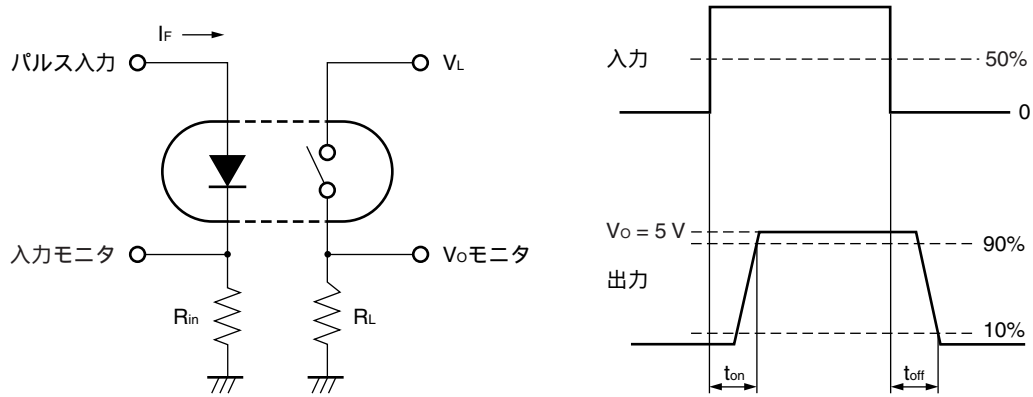 IF
パルス入力
VL
入力モニタ
VOモニタ
Rin
RL
入力
50%
0
VO = 5 V
90%
出力
10%
ton
toff